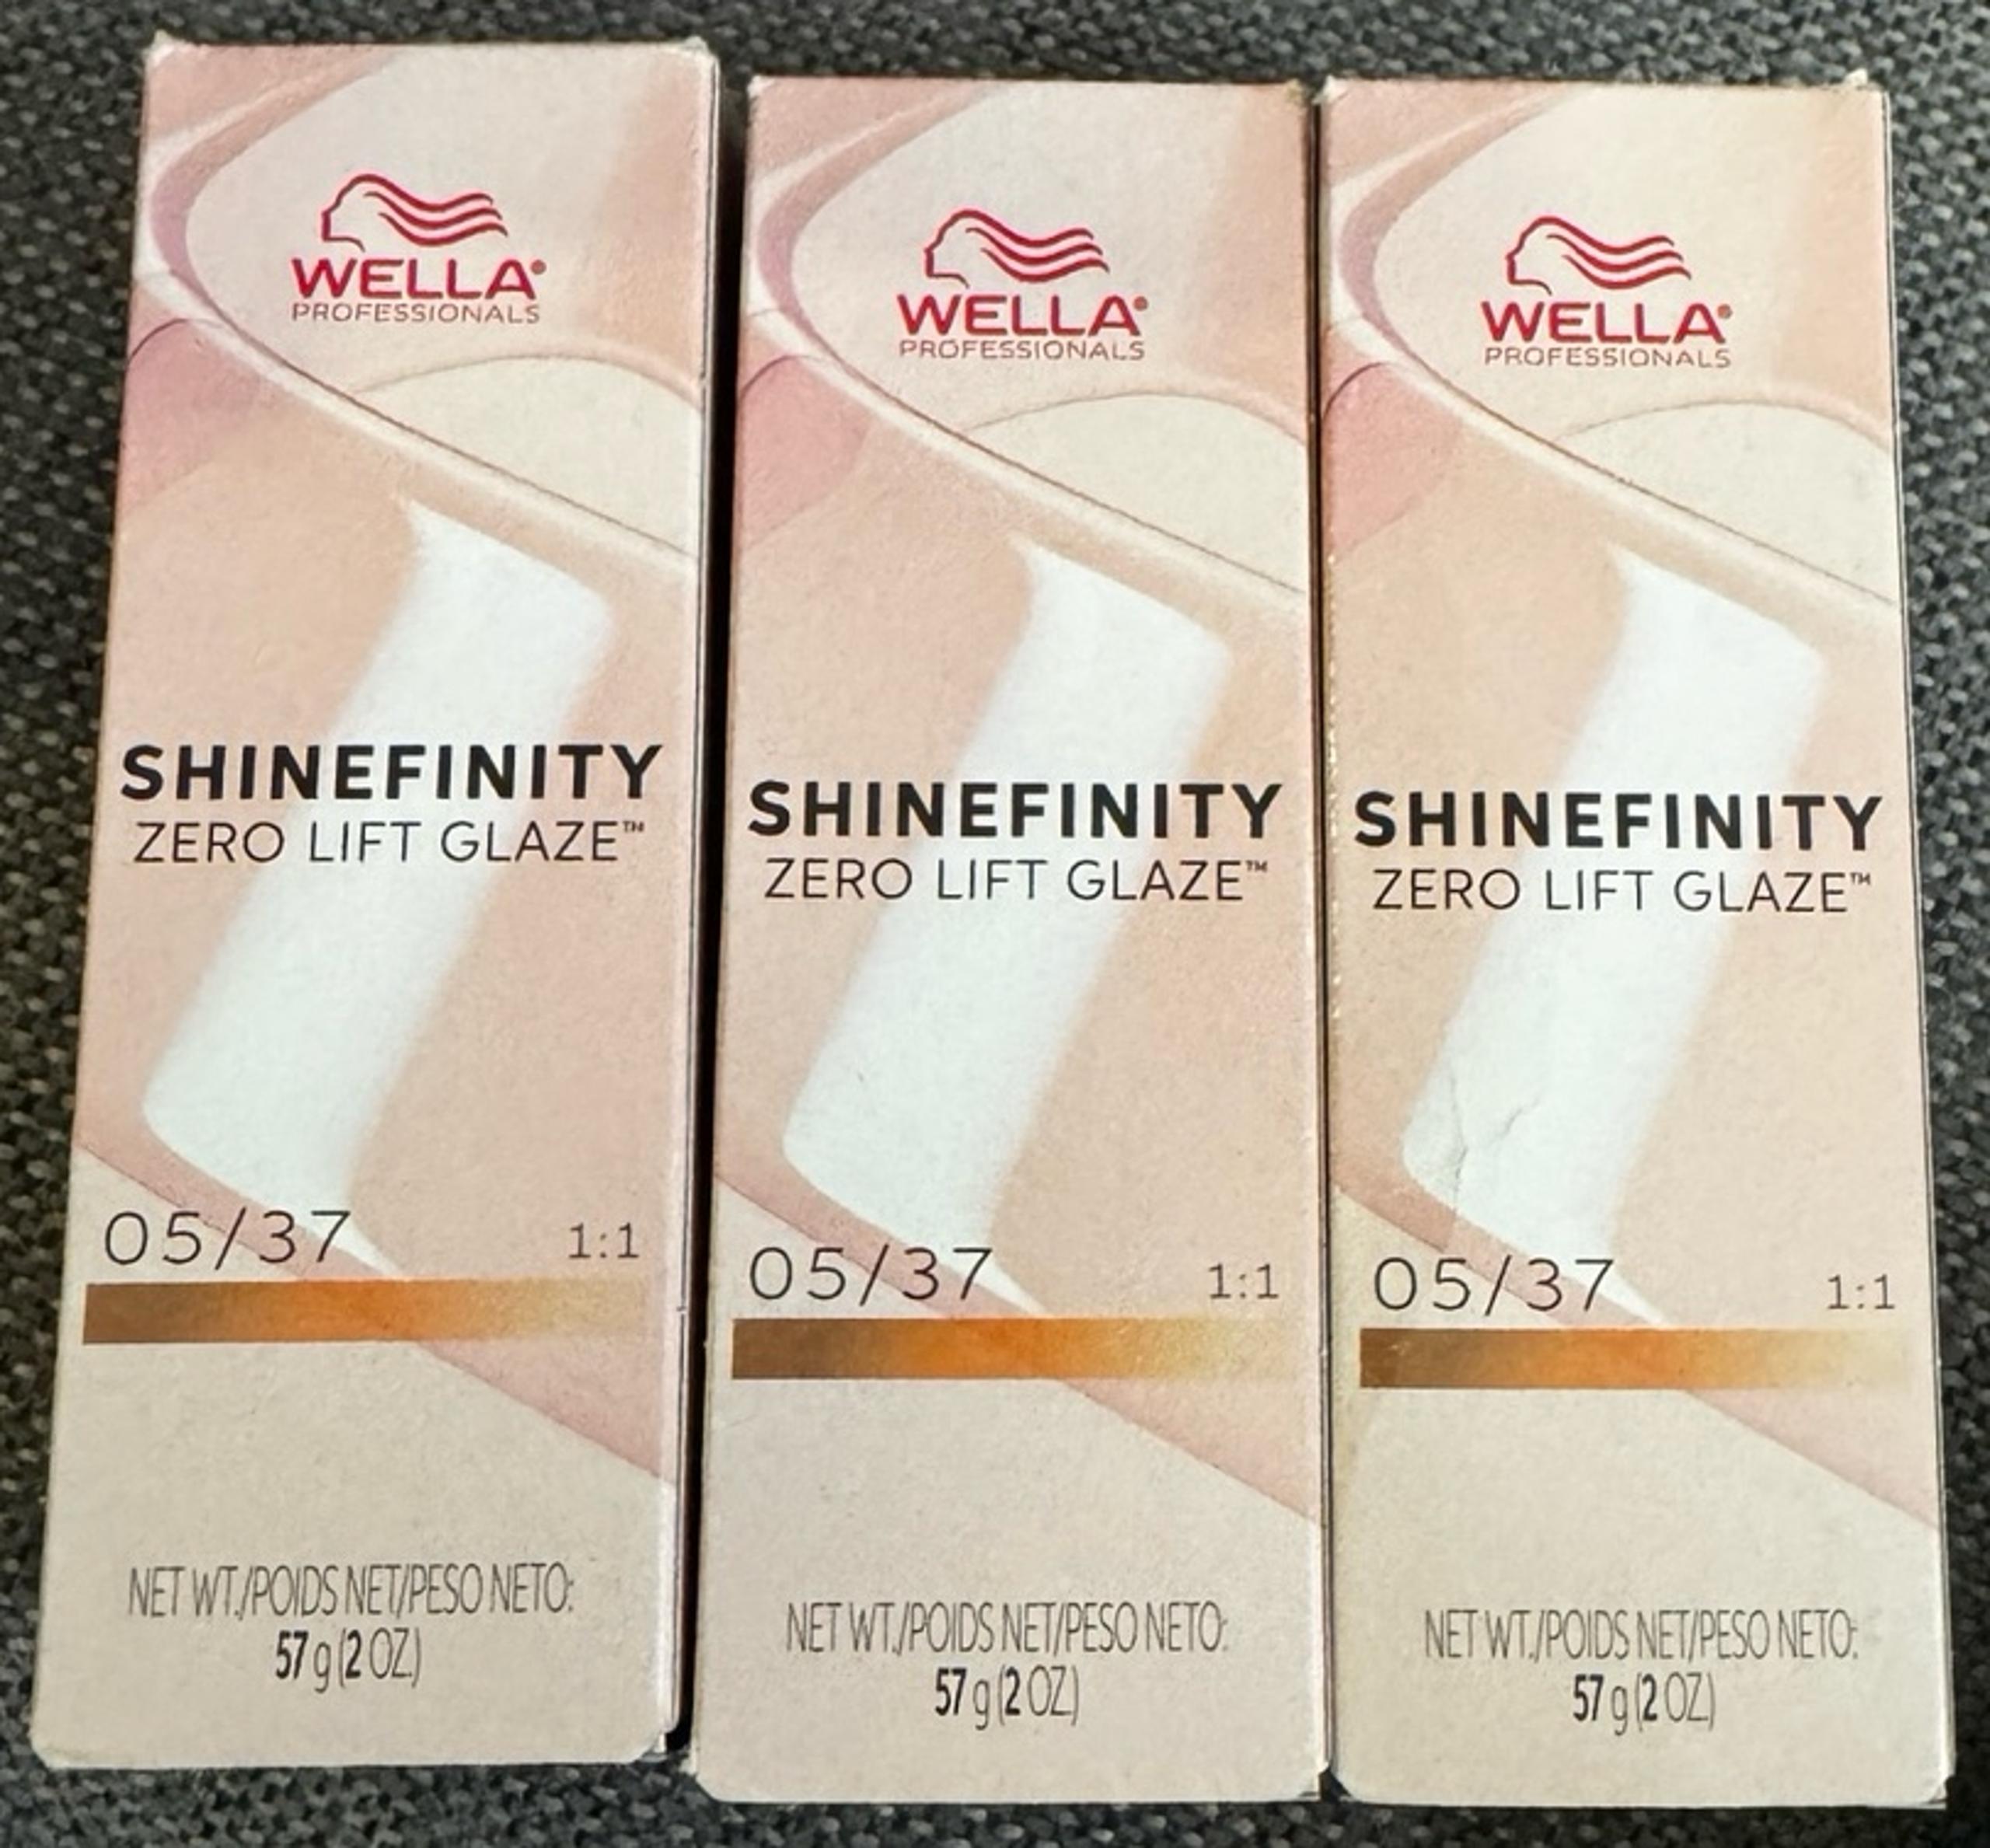 WELLA®
PROFESSIONALS
SHINEFINITY
ZERO LIFT GLAZE™
05/37 1:1
NET WT./POIDS NET/PESO NETO:
57 g (2 OZ.)
WELLA®
PROFESSIONALS
SHINEFINITY
ZERO LIFT GLAZE™
05/37 1:1
NET WT./POIDS NET/PESO NETO:
57 g (2 OZ.)
WELLA®
PROFESSIONALS
SHINEFINITY
ZERO LIFT GLAZE™
05/37 1:1
NET WT./POIDS NET/PESO NETO:
57 g (2 OZ.)